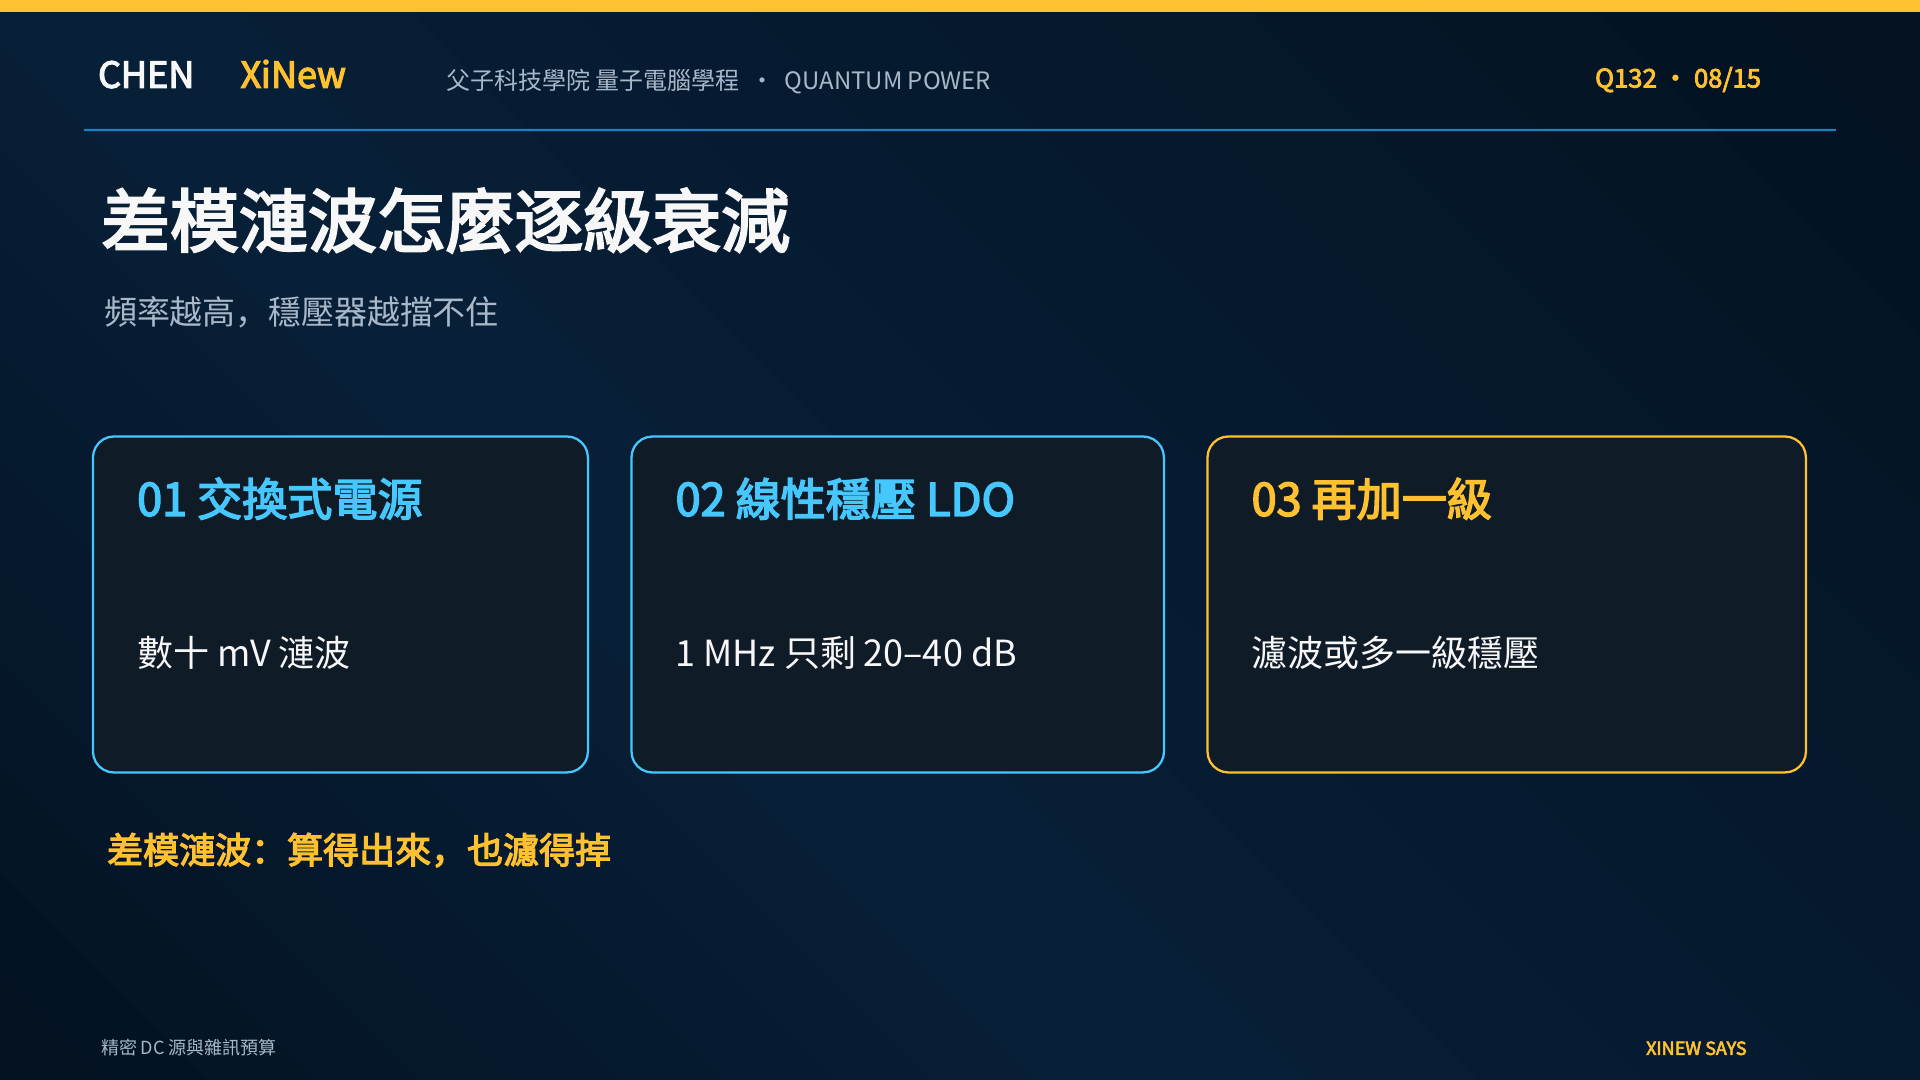 CHEN XiNew 父子科技學院 量子電腦學程 • QUANTUM POWER Q132 • 08/15
差模漣波怎麼逐級衰減
頻率越高，穩壓器越擋不住
01 交換式電源
數十 mV 漣波
02 線性穩壓 LDO
1 MHz 只剩 20–40 dB
03 再加一級
濾波或多一級穩壓
差模漣波：算得出來，也濾得掉
精密 DC 源與雜訊預算
XINEW SAYS